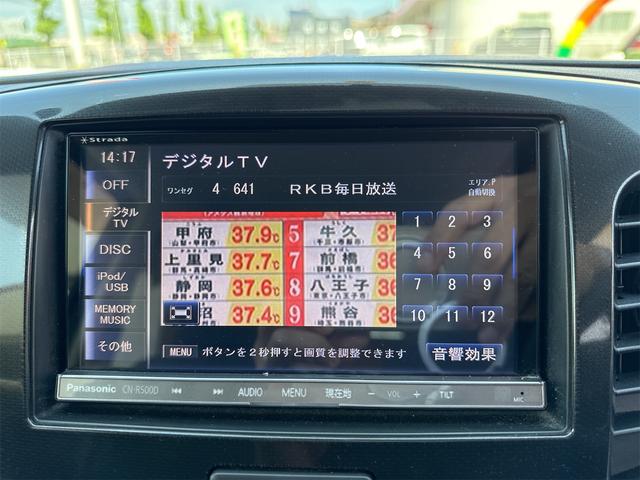 Strada
14:17
デジタルTV
OFF
ワンセグ 4 641 RKB毎日放送
エリア.P
自動切換
デジタル
TV
DISC
iPod/
USB
MEMORY
MUSIC
その他
甲府 37.9℃ 5 牛久
上里見 37.7℃ 7 前橋
静岡 37.6℃ 8 八王子
沼 37.4℃ 9 熊谷
1 2 3
4 5 6
7 8 9
10 11 12
MENU ボタンを2秒押すと画質を調整できます
音響効果
Panasonic CN-R500D AUDIO MENU 現在地 − VOL + TILT MIC